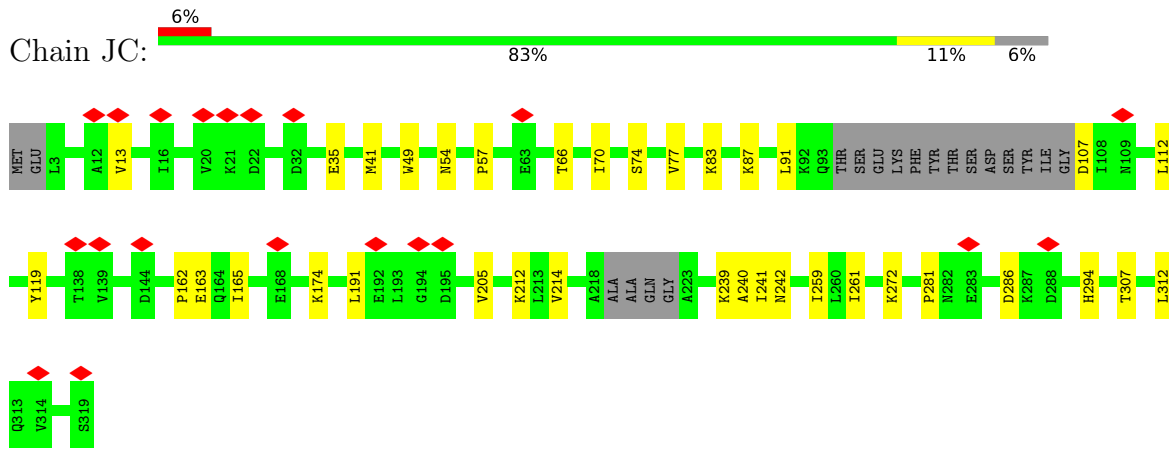 6%
Chain JC:
83% 11% 6%
MET GLU L3 A12 V13 I16 V20 K21 D22 D32 E35 M41 W49 N54 P57 E63 T66 I70 S74 V77 K83 K87 L91 K92 Q93 THR SER GLU LYS PHE TYR THR SER ASP SER SER TYR ILE GLY D107 I108 N109 L112
Y119 T138 V139 D144 P162 E163 Q164 I165 E168 K174 L191 E192 L193 G194 D195 V205 K212 L213 V214 A218 ALA ALA GLN GLY A223 K239 A240 I241 N242 I259 L260 I261 K272 P281 N282 E283 D286 K287 D288 H294 T307 L312
Q313 V314 S319